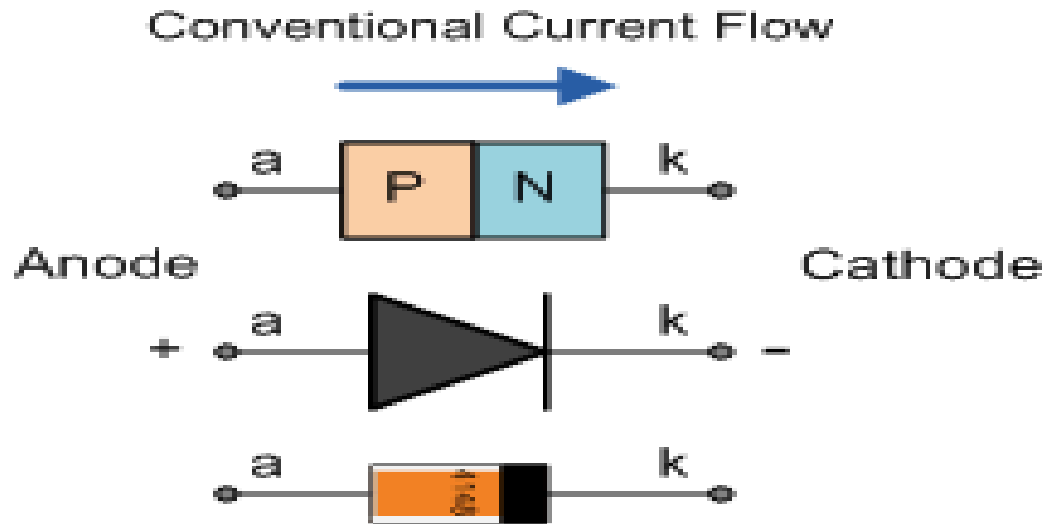 Conventional Current Flow
a P N k
Anode Cathode
+ a k −
a k